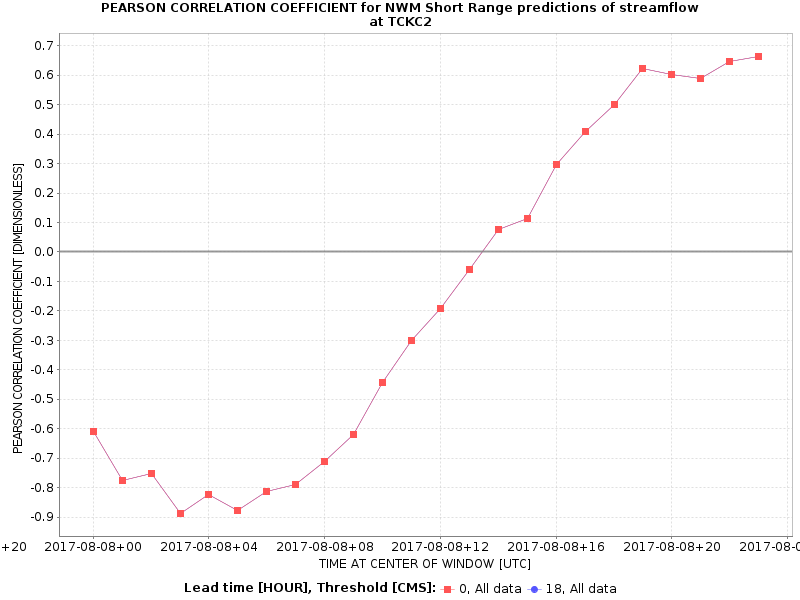 PEARSON CORRELATION COEFFICIENT for NWM Short Range predictions of streamflow
at TCKC2
PEARSON CORRELATION COEFFICIENT [DIMENSIONLESS]
0.7
0.6
0.5
0.4
0.3
0.2
0.1
0.0
-0.1
-0.2
-0.3
-0.4
-0.5
-0.6
-0.7
-0.8
-0.9
+20 2017-08-08+00 2017-08-08+04 2017-08-08+08 2017-08-08+12 2017-08-08+16 2017-08-08+20 2017-08-0
TIME AT CENTER OF WINDOW [UTC]
Lead time [HOUR], Threshold [CMS]: 0, All data 18, All data